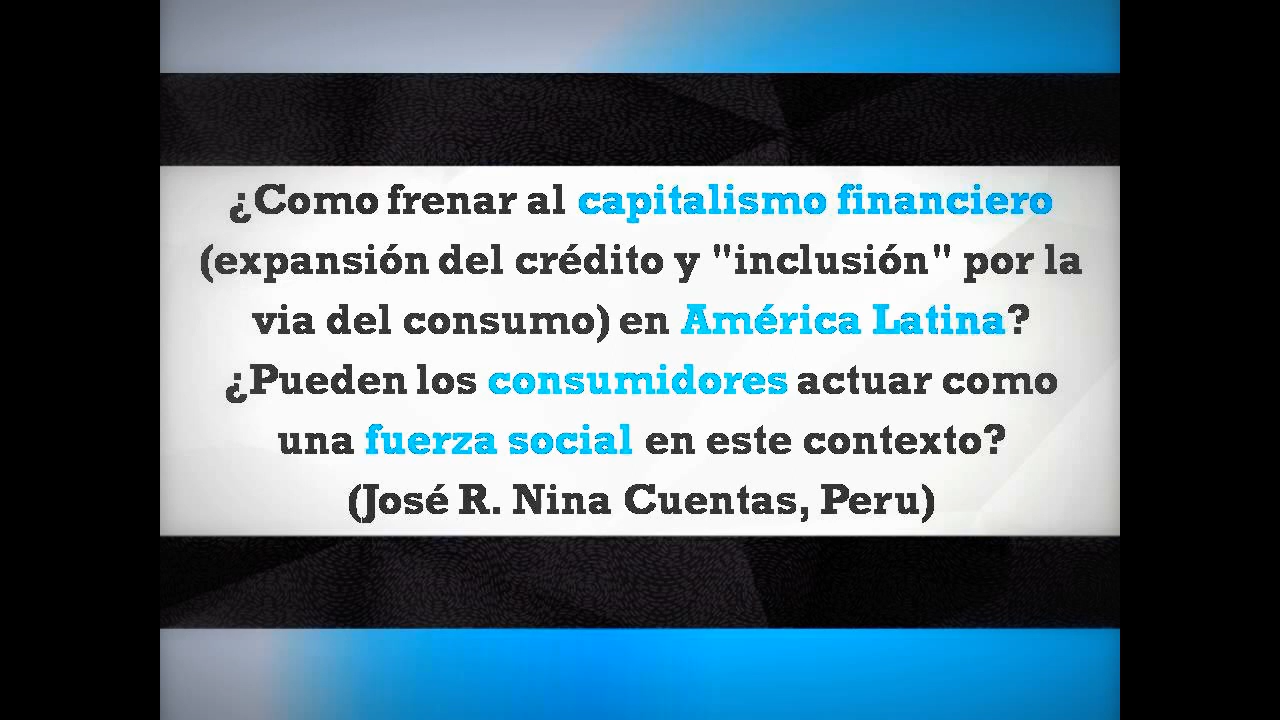 ¿Como frenar al capitalismo financiero
(expansión del crédito y "inclusión" por la
via del consumo) en América Latina?
¿Pueden los consumidores actuar como
una fuerza social en este contexto?
(José R. Nina Cuentas, Peru)